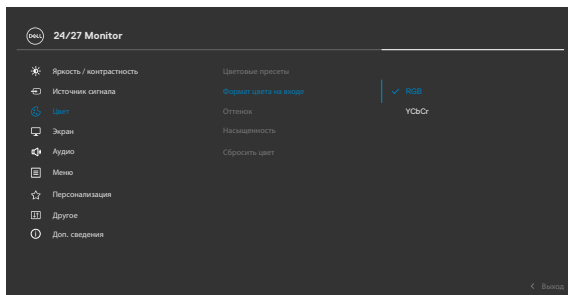 DELL 24/27 Monitor
Яркость / контрастность
Источник сигнала
Цвет
Экран
Аудио
Меню
Персонализация
Другое
Доп. сведения
Цветовые пресеты
Формат цвета на входе
Оттенок
Насыщенность
Сбросить цвет
RGB
YCbCr
Выход